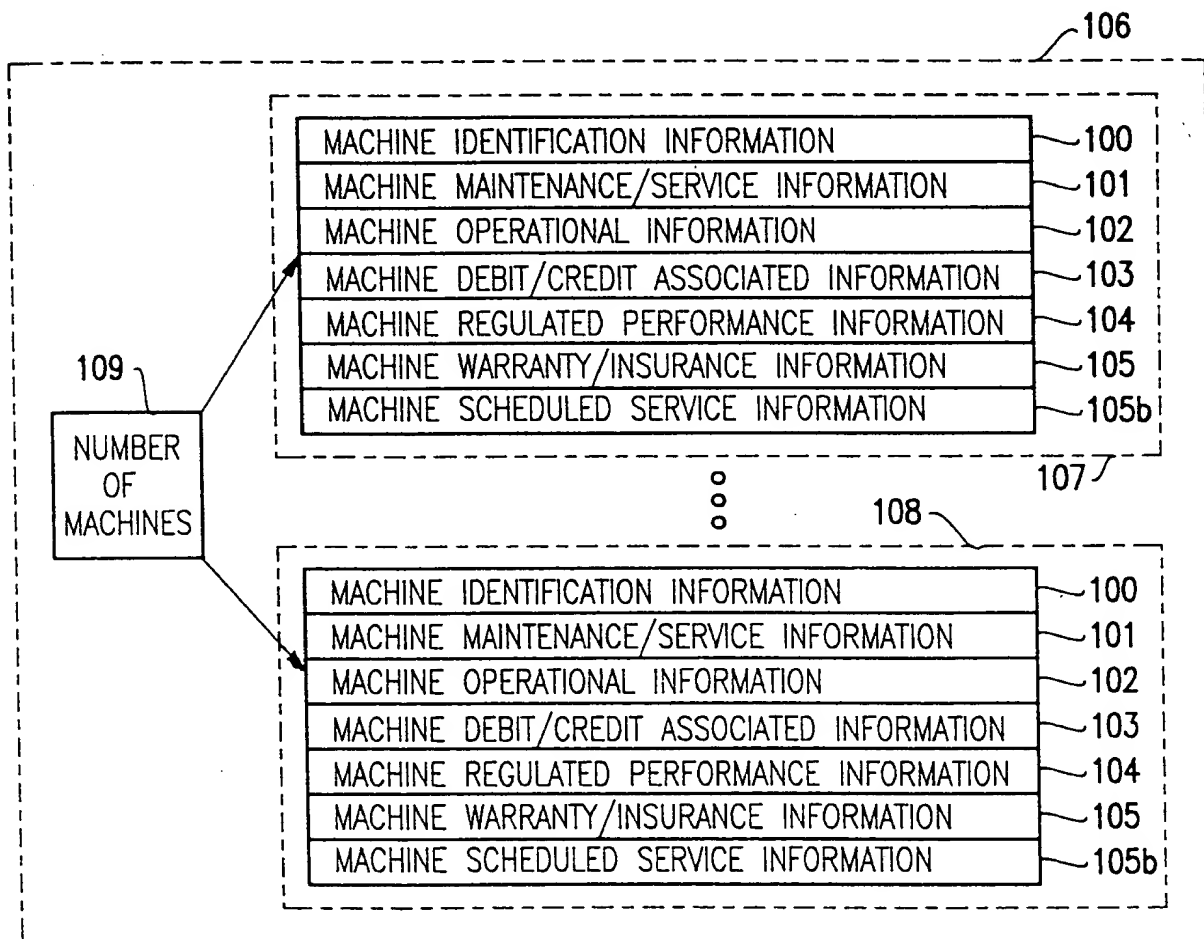 106
MACHINE IDENTIFICATION INFORMATION 100
MACHINE MAINTENANCE/SERVICE INFORMATION 101
MACHINE OPERATIONAL INFORMATION 102
MACHINE DEBIT/CREDIT ASSOCIATED INFORMATION 103
MACHINE REGULATED PERFORMANCE INFORMATION 104
MACHINE WARRANTY/INSURANCE INFORMATION 105
MACHINE SCHEDULED SERVICE INFORMATION 105b
107
109
NUMBER
OF
MACHINES
108
MACHINE IDENTIFICATION INFORMATION 100
MACHINE MAINTENANCE/SERVICE INFORMATION 101
MACHINE OPERATIONAL INFORMATION 102
MACHINE DEBIT/CREDIT ASSOCIATED INFORMATION 103
MACHINE REGULATED PERFORMANCE INFORMATION 104
MACHINE WARRANTY/INSURANCE INFORMATION 105
MACHINE SCHEDULED SERVICE INFORMATION 105b